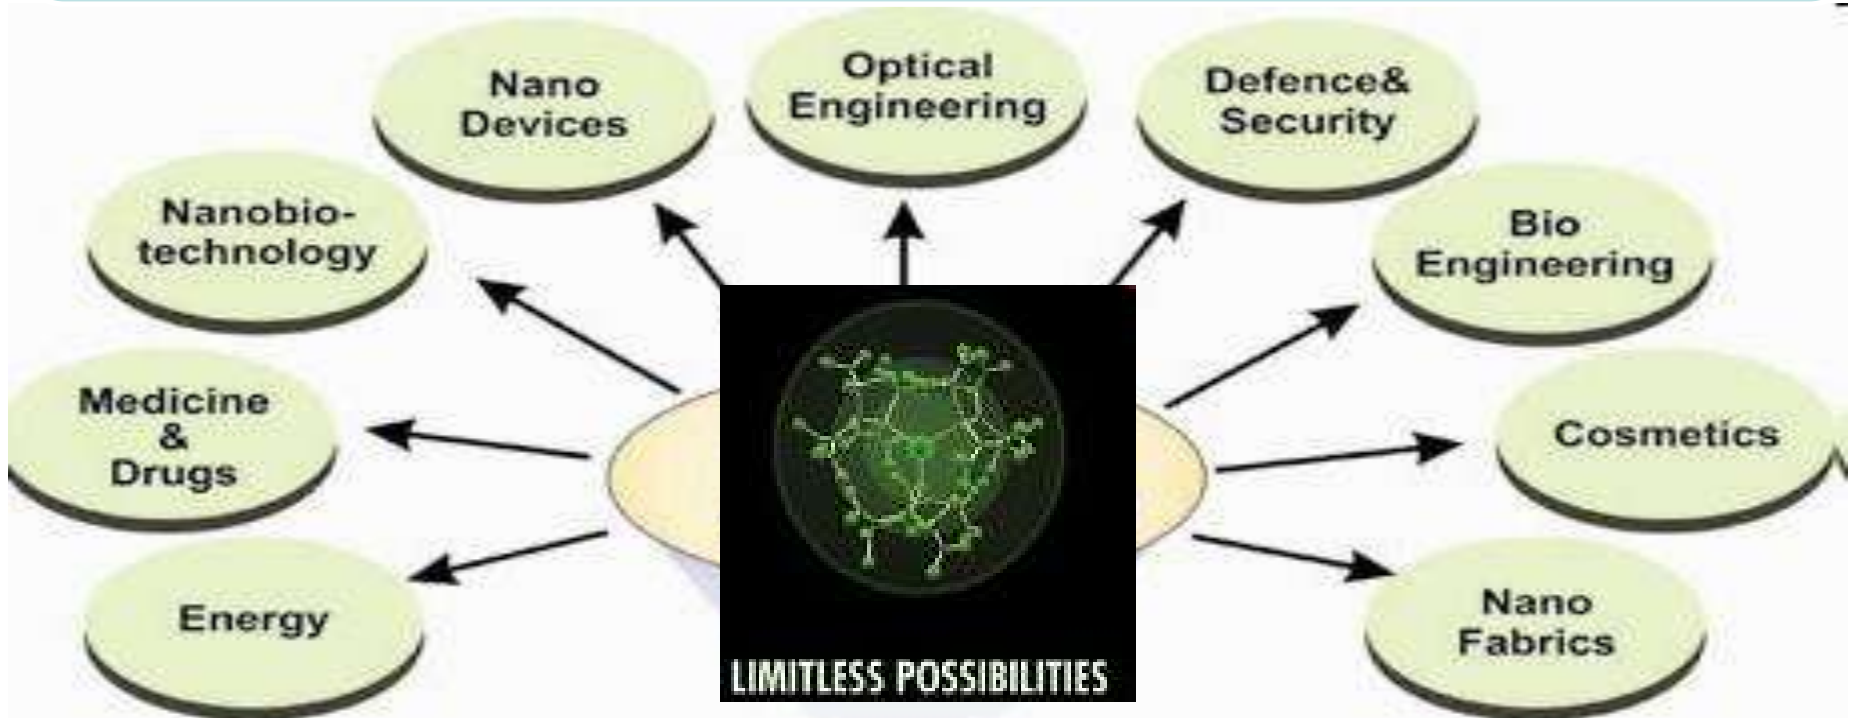 Nano
Devices
Optical
Engineering
Defence&
Security
Nanobio-
technology
Bio
Engineering
Medicine
&
Drugs
Cosmetics
Energy
Nano
Fabrics
LIMITLESS POSSIBILITIES